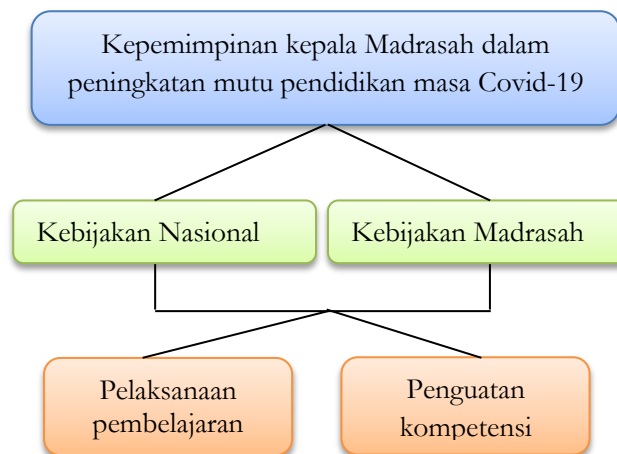 Kepemimpinan kepala Madrasah dalam
peningkatan mutu pendidikan masa Covid-19
Kebijakan Nasional
Kebijakan Madrasah
Pelaksanaan
pembelajaran
Penguatan
kompetensi